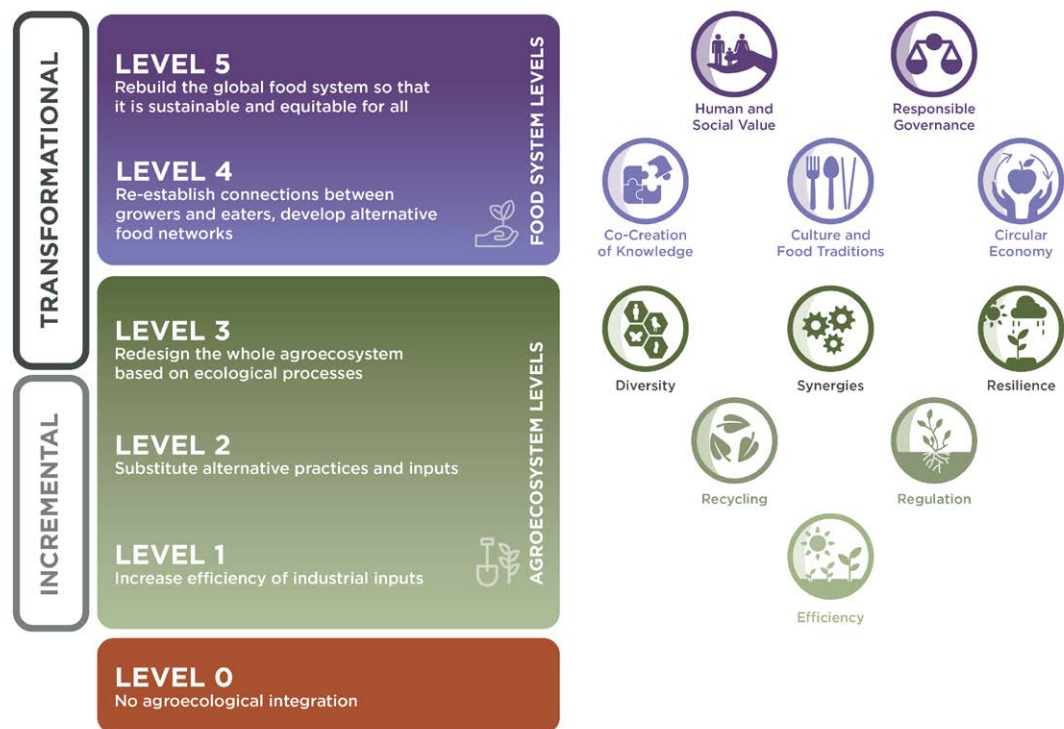 TRANSFORMATIONAL
INCREMENTAL
LEVEL 5
Rebuild the global food system so that
it is sustainable and equitable for all
LEVEL 4
Re-establish connections between
growers and eaters, develop alternative
food networks
FOOD SYSTEM LEVELS
LEVEL 3
Redesign the whole agroecosystem
based on ecological processes
LEVEL 2
Substitute alternative practices and inputs
LEVEL 1
Increase efficiency of industrial inputs
AGROECOSYSTEM LEVELS
LEVEL 0
No agroecological integration
Human and
Social Value
Responsible
Governance
Co-Creation
of Knowledge
Culture and
Food Traditions
Circular
Economy
Diversity
Synergies
Resilience
Recycling
Regulation
Efficiency